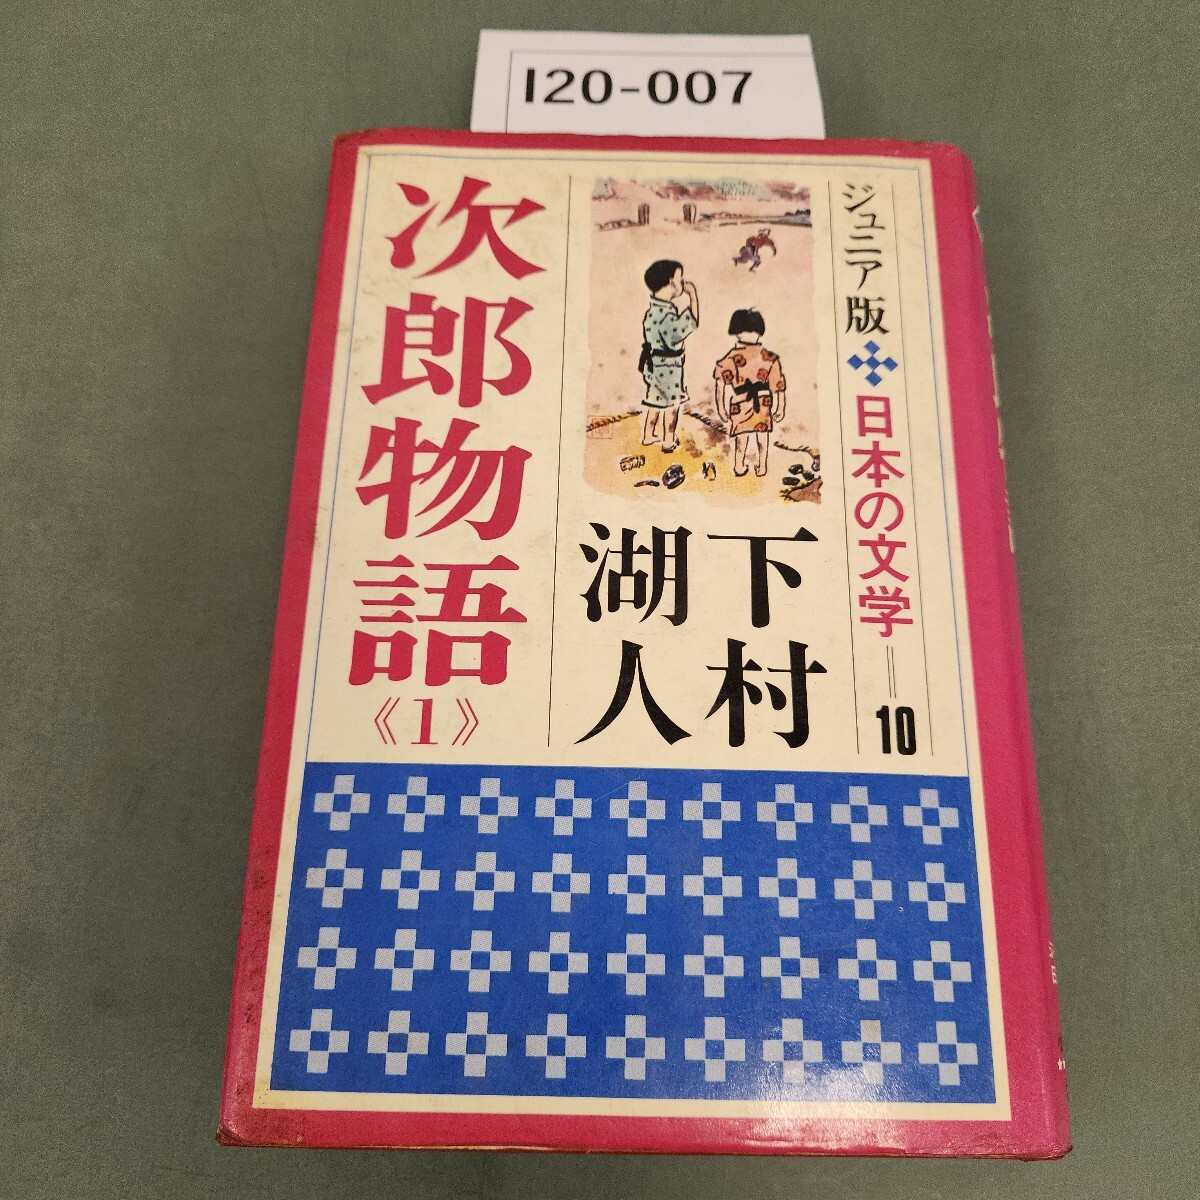 I20-007
ジュニア版 日本の文学=10
下村
湖人
次郎物語
《1》